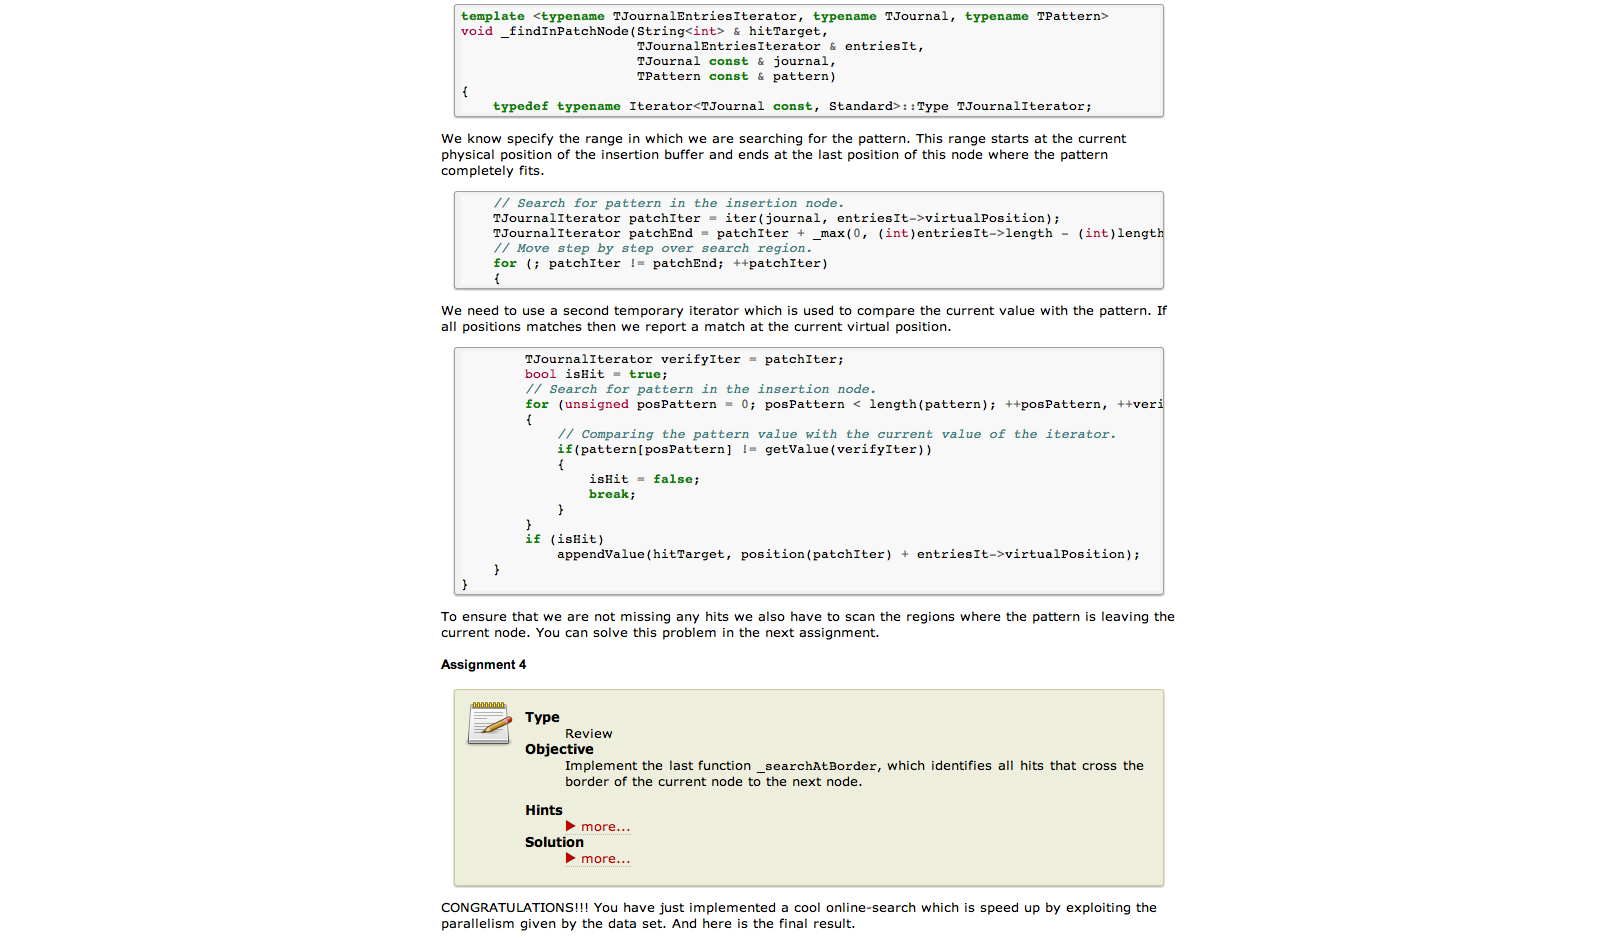 template <typename TJournalEntriesIterator, typename TJournal, typename TPattern>
void _findInPatchNode(String<int> & hitTarget,
                      TJournalEntriesIterator & entriesIt,
                      TJournal const & journal,
                      TPattern const & pattern)
{
    typedef typename Iterator<TJournal const, Standard>::Type TJournalIterator;
We know specify the range in which we are searching for the pattern. This range starts at the current
physical position of the insertion buffer and ends at the last position of this node where the pattern
completely fits.
    // Search for pattern in the insertion node.
    TJournalIterator patchIter = iter(journal, entriesIt->virtualPosition);
    TJournalIterator patchEnd = patchIter + _max(0, (int)entriesIt->length - (int)length
    // Move step by step over search region.
    for (; patchIter != patchEnd; ++patchIter)
    {
We need to use a second temporary iterator which is used to compare the current value with the pattern. If
all positions matches then we report a match at the current virtual position.
        TJournalIterator verifyIter = patchIter;
        bool isHit = true;
        // Search for pattern in the insertion node.
        for (unsigned posPattern = 0; posPattern < length(pattern); ++posPattern, ++veri
        {
            // Comparing the pattern value with the current value of the iterator.
            if(pattern[posPattern] != getValue(verifyIter))
            {
                isHit = false;
                break;
            }
        }
        if (isHit)
            appendValue(hitTarget, position(patchIter) + entriesIt->virtualPosition);
    }
}
To ensure that we are not missing any hits we also have to scan the regions where the pattern is leaving the
current node. You can solve this problem in the next assignment.
Assignment 4
Type
Review
Objective
Implement the last function _searchAtBorder, which identifies all hits that cross the
border of the current node to the next node.
Hints
▶ more...
Solution
▶ more...
CONGRATULATIONS!!! You have just implemented a cool online-search which is speed up by exploiting the
parallelism given by the data set. And here is the final result.